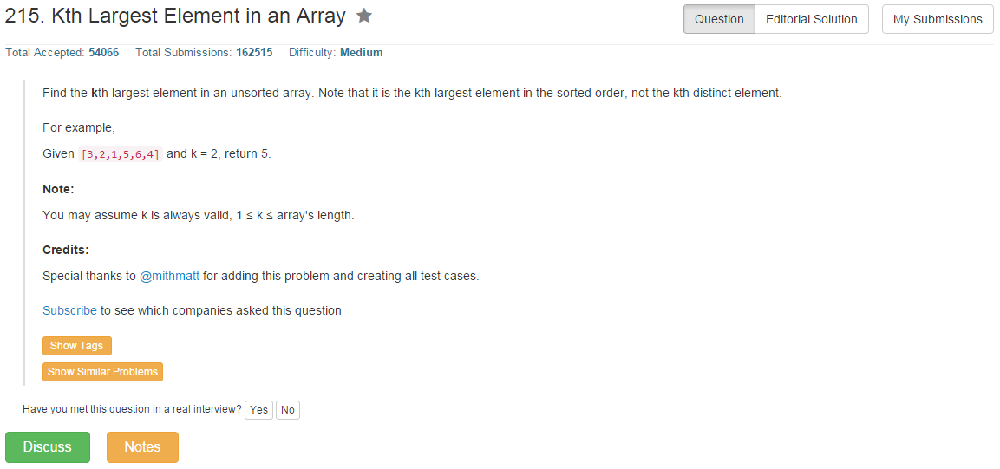 215. Kth Largest Element in an Array ★ Question Editorial Solution My Submissions
Total Accepted: 54066 Total Submissions: 162515 Difficulty: Medium
Find the kth largest element in an unsorted array. Note that it is the kth largest element in the sorted order, not the kth distinct element.
For example,
Given [3,2,1,5,6,4] and k = 2, return 5.
Note:
You may assume k is always valid, 1 ≤ k ≤ array's length.
Credits:
Special thanks to @mithmatt for adding this problem and creating all test cases.
Subscribe to see which companies asked this question
Show Tags
Show Similar Problems
Have you met this question in a real interview? Yes No
Discuss Notes